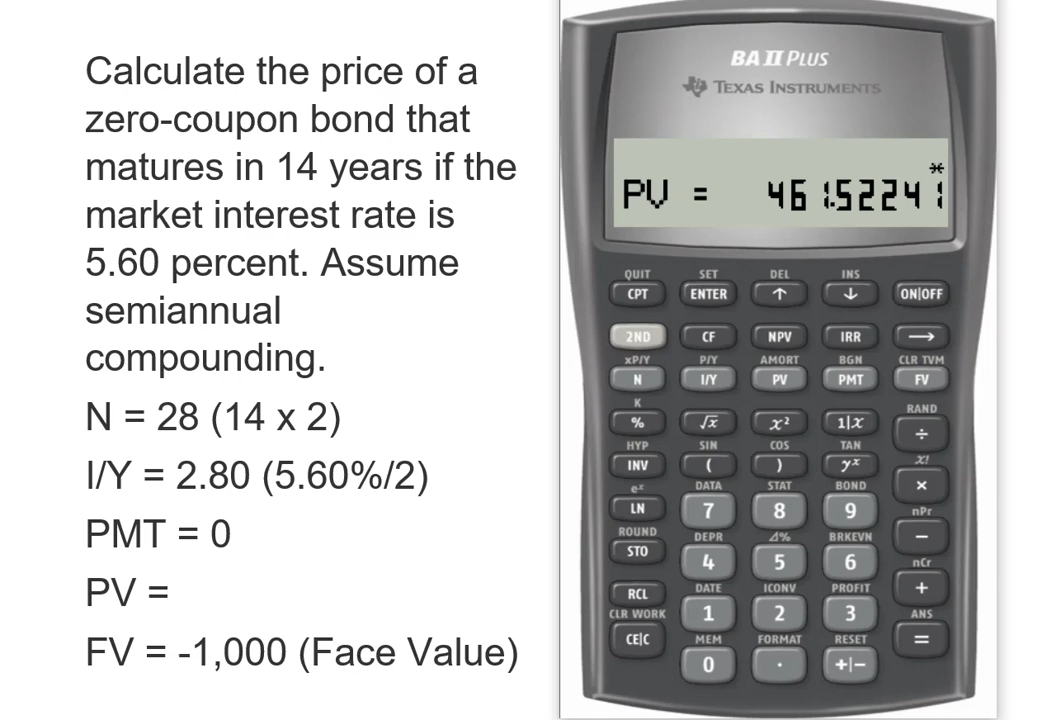 Calculate the price of a
zero-coupon bond that
matures in 14 years if the
market interest rate is
5.60 percent. Assume
semiannual
compounding.
N = 28 (14 x 2)
I/Y = 2.80 (5.60%/2)
PMT = 0
PV =
FV = -1,000 (Face Value)
BA II PLUS
TEXAS INSTRUMENTS
*
PV = 461.52241
QUIT SET DEL INS
CPT ENTER ↑ ↓ ON|OFF
2ND CF NPV IRR →
xP/Y P/Y AMORT BGN CLR TVM
N I/Y PV PMT FV
K RAND
% √x x² 1|x ÷
HYP SIN COS TAN x!
INV ( ) yˣ ×
eˣ DATA STAT BOND nPr
LN 7 8 9 −
ROUND DEPR Δ% BRKEVN nCr
STO 4 5 6 +
DATE ICONV PROFIT ANS
RCL 1 2 3 =
CLR WORK MEM FORMAT RESET
CE|C 0 . +|−